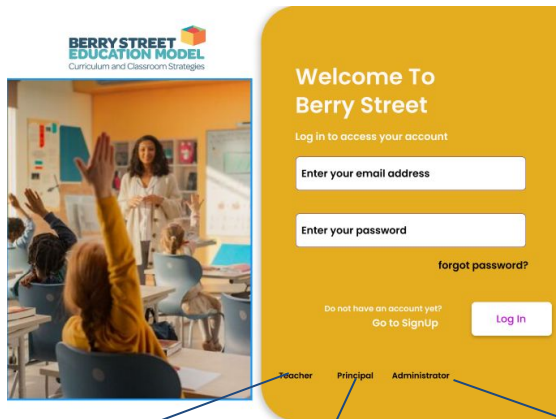 BERRY STREET
EDUCATION MODEL
Curriculum and Classroom Strategies
Welcome To
Berry Street
Log in to access your account
Enter your email address
Enter your password
forgot password?
Do not have an account yet?
Go to SignUp
Log In
Teacher Principal Administrator